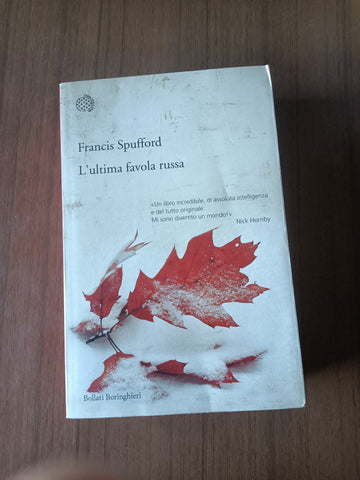 Francis Spufford
L'ultima favola russa
«Un libro incredibile, di assoluta intelligenza
e del tutto originale.
Mi sono divertito un mondo!»
Nick Hornby
Bollati Boringhieri